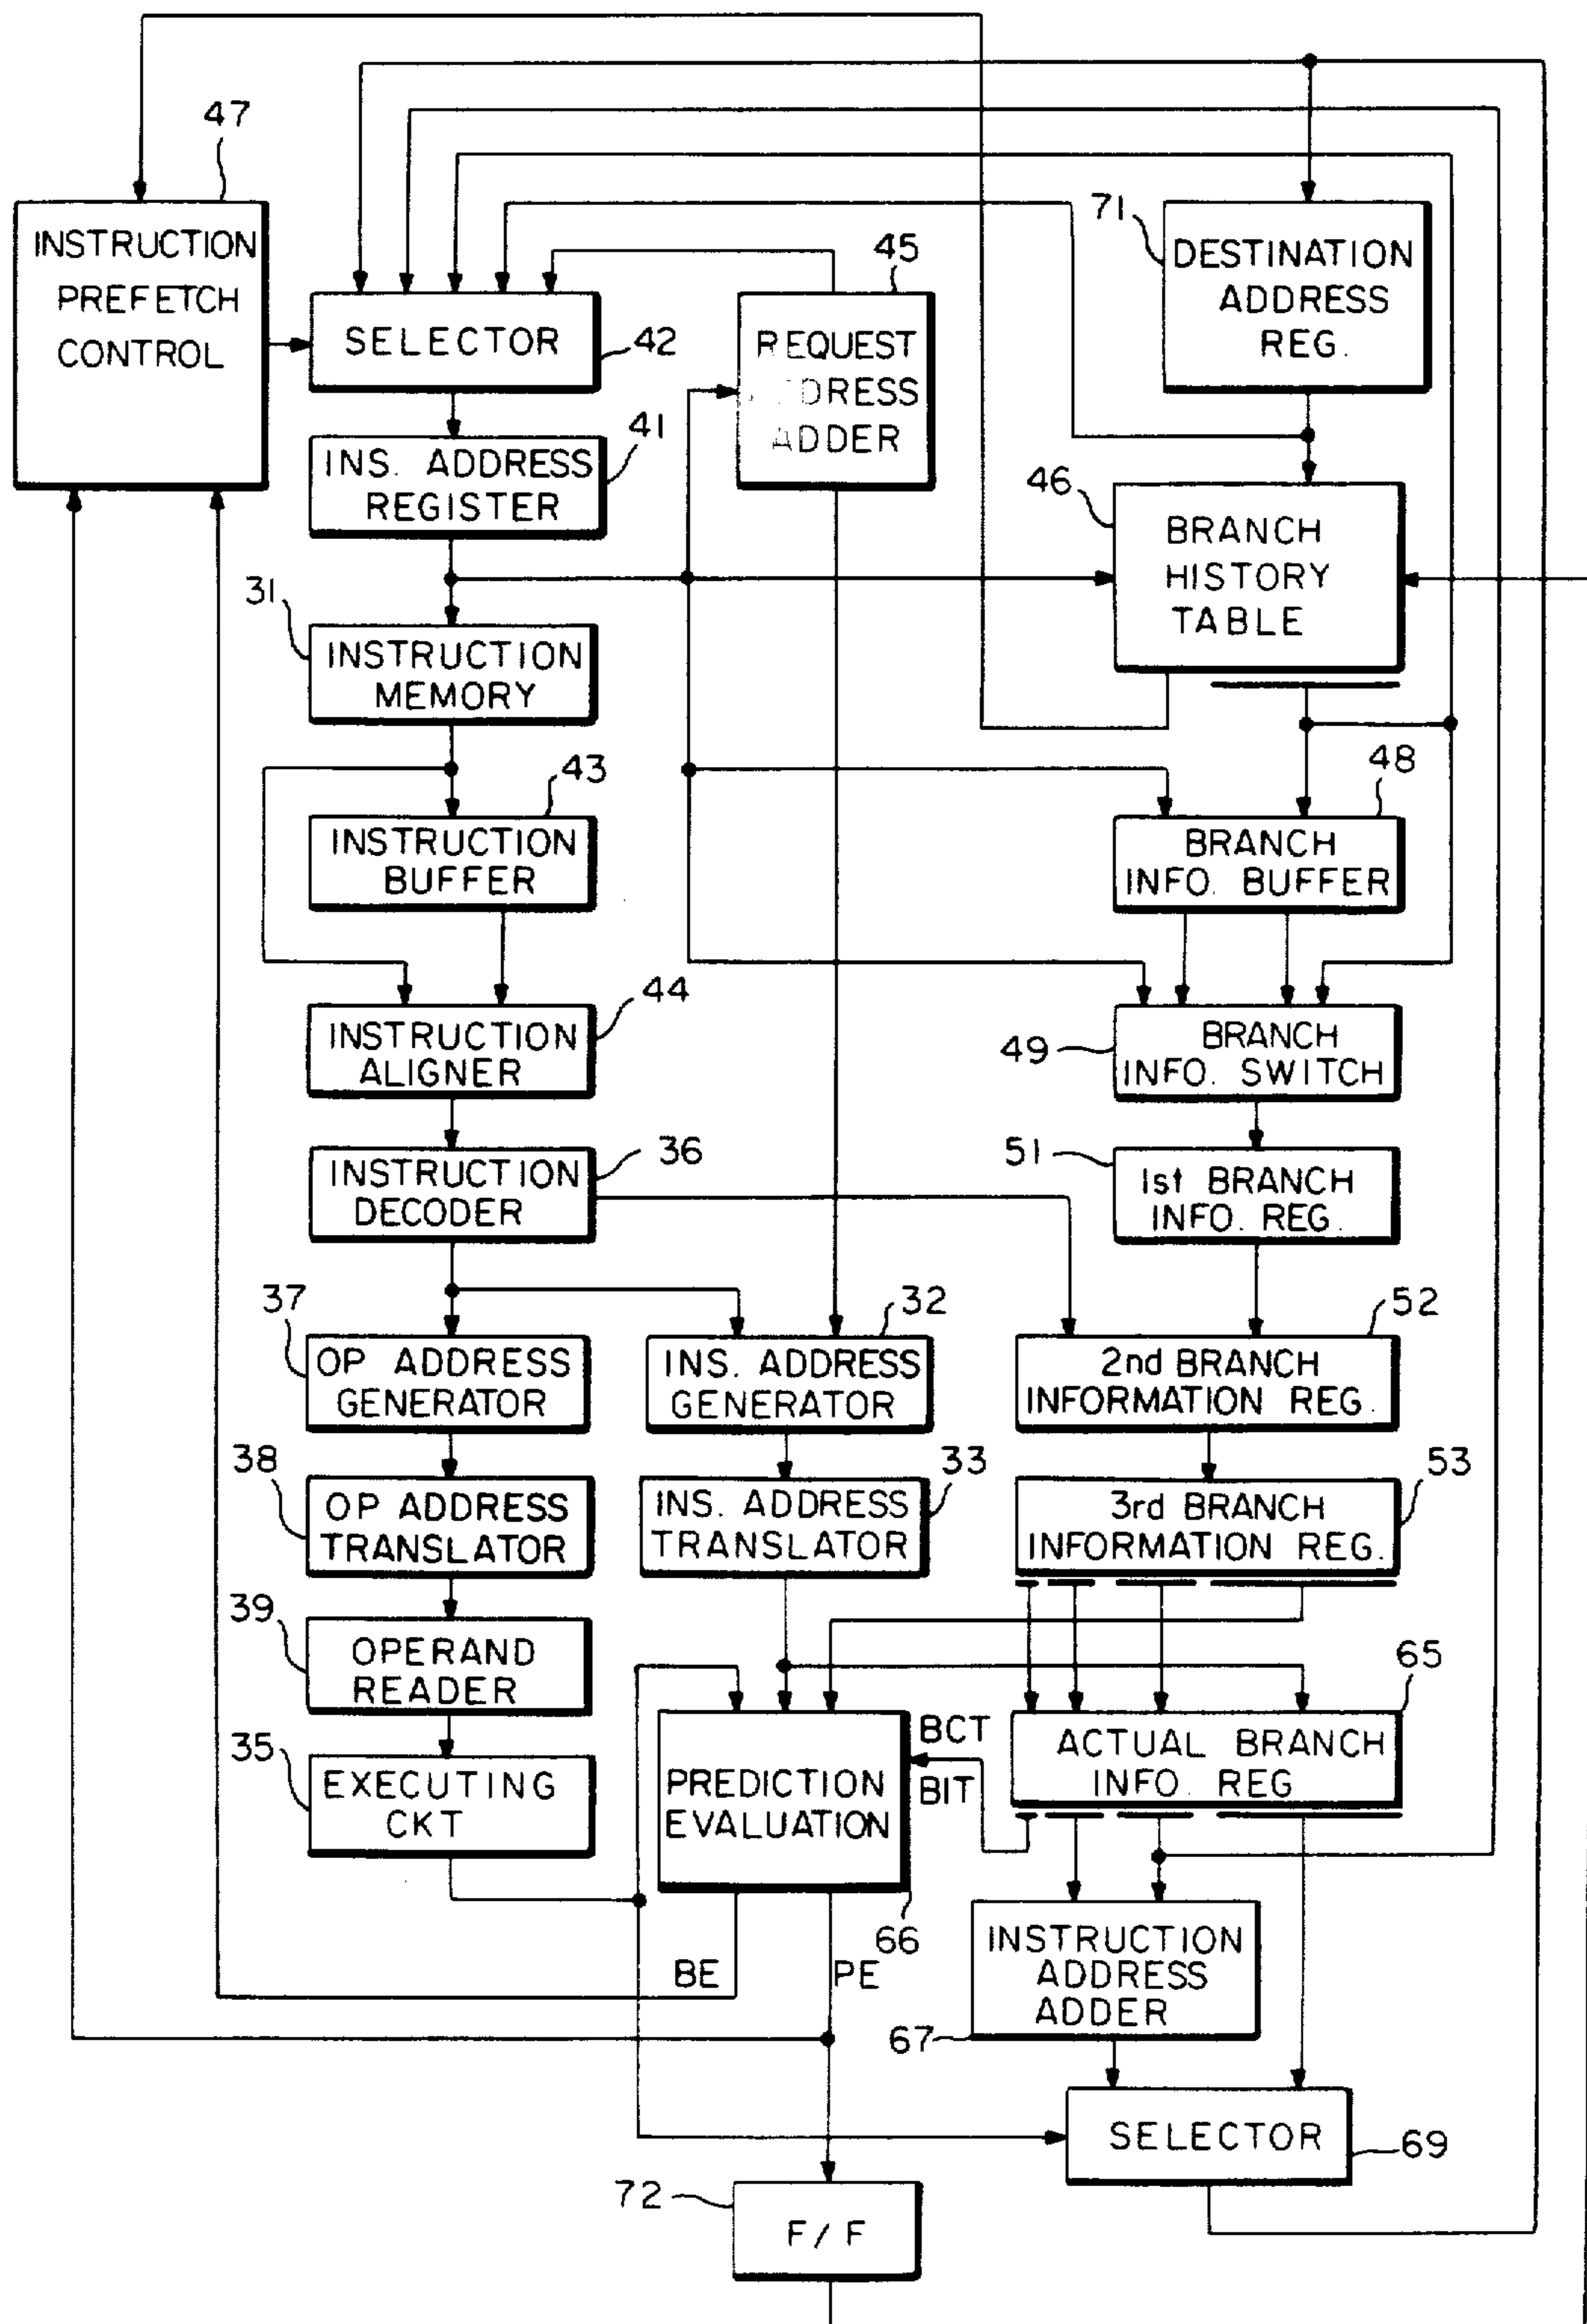 47
INSTRUCTION
PREFETCH
CONTROL
SELECTOR
42
45
REQUEST
ADDRESS
ADDER
71
DESTINATION
ADDRESS
REG.
41
INS. ADDRESS
REGISTER
46
BRANCH
HISTORY
TABLE
31
INSTRUCTION
MEMORY
43
INSTRUCTION
BUFFER
48
BRANCH
INFO. BUFFER
44
INSTRUCTION
ALIGNER
49
BRANCH
INFO. SWITCH
36
INSTRUCTION
DECODER
51
1st BRANCH
INFO. REG.
37
OP ADDRESS
GENERATOR
32
INS. ADDRESS
GENERATOR
52
2nd BRANCH
INFORMATION REG.
38
OP ADDRESS
TRANSLATOR
33
INS. ADDRESS
TRANSLATOR
53
3rd BRANCH
INFORMATION REG.
39
OPERAND
READER
65
ACTUAL BRANCH
INFO. REG
35
EXECUTING
CKT
PREDICTION
EVALUATION
66
BCT
BIT
BE
PE
INSTRUCTION
ADDRESS
ADDER
67
SELECTOR
69
72
F/F